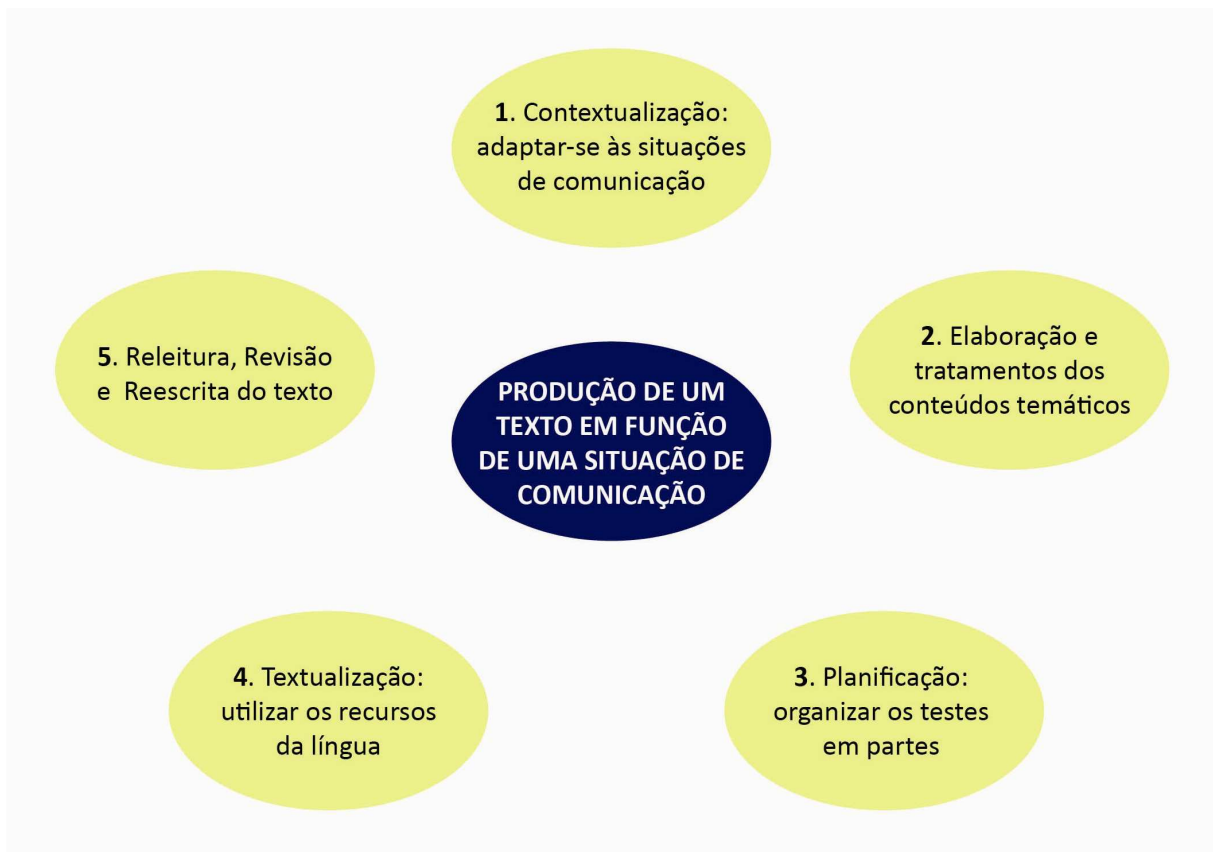 1. Contextualização:
adaptar-se às situações
de comunicação
2. Elaboração e
tratamentos dos
conteúdos temáticos
3. Planificação:
organizar os testes
em partes
4. Textualização:
utilizar os recursos
da língua
5. Releitura, Revisão
e Reescrita do texto
PRODUÇÃO DE UM
TEXTO EM FUNÇÃO
DE UMA SITUAÇÃO DE
COMUNICAÇÃO